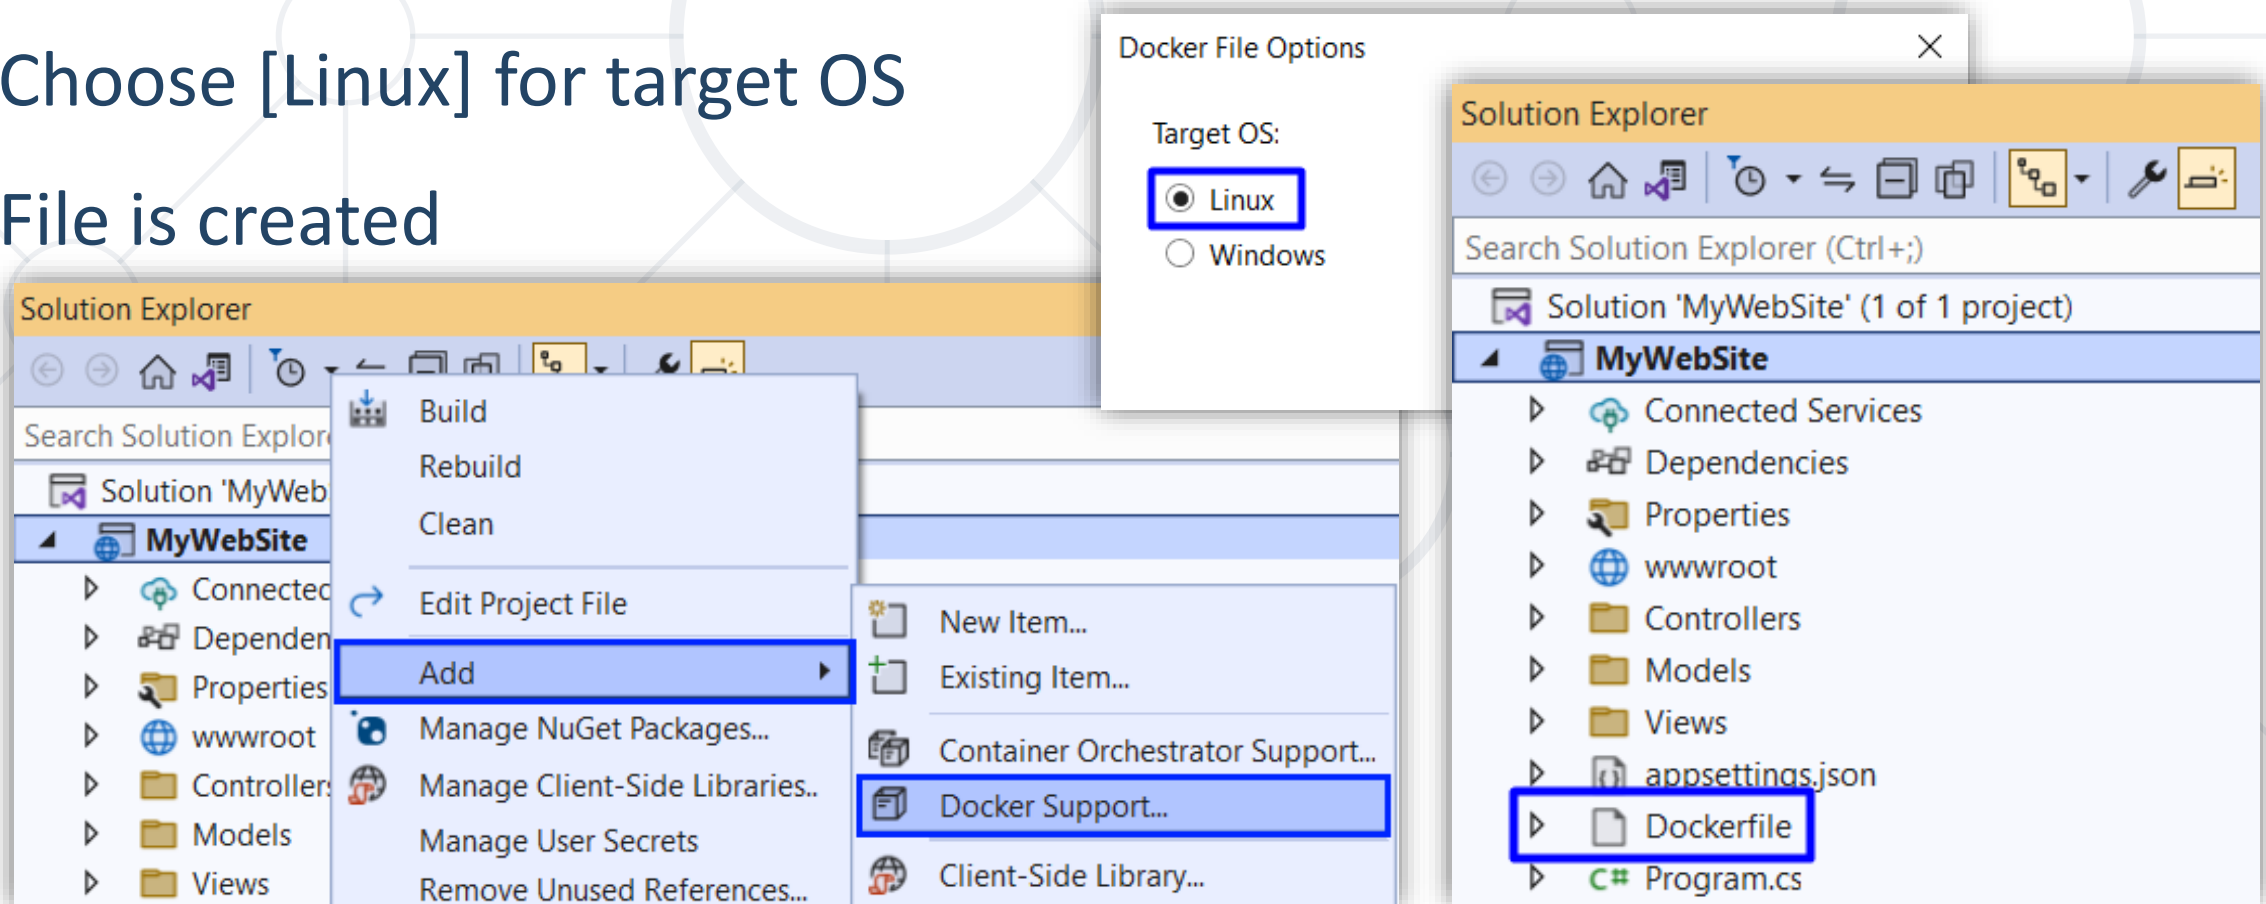 Choose [Linux] for target OS
File is created
Solution Explorer
Search Solution Explor
Solution 'MyWeb
MyWebSite
Connected
Dependen
Properties
wwwroot
Controllers
Models
Views
Build
Rebuild
Clean
Edit Project File
Add
Manage NuGet Packages...
Manage Client-Side Libraries..
Manage User Secrets
Remove Unused References...
New Item...
Existing Item...
Container Orchestrator Support...
Docker Support...
Client-Side Library...
Docker File Options
Target OS:
Linux
Windows
Solution Explorer
Search Solution Explorer (Ctrl+;)
Solution 'MyWebSite' (1 of 1 project)
MyWebSite
Connected Services
Dependencies
Properties
wwwroot
Controllers
Models
Views
appsettings.json
Dockerfile
C# Program.cs